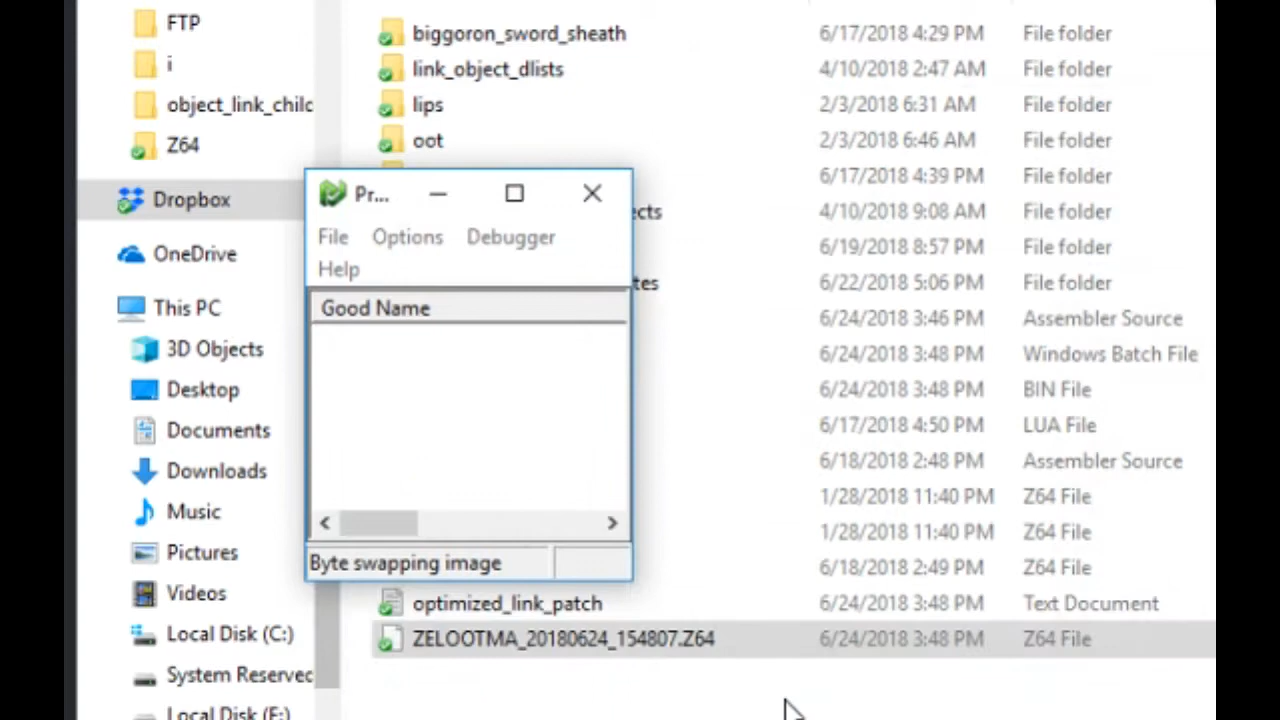 FTP
i
object_link_chilc
Z64
Dropbox
OneDrive
This PC
3D Objects
Desktop
Documents
Downloads
Music
Pictures
Videos
Local Disk (C:)
System Reservec
Local Disk (E:)
biggoron_sword_sheath 6/17/2018 4:29 PM File folder
link_object_dlists 4/10/2018 2:47 AM File folder
lips 2/3/2018 6:31 AM File folder
oot 2/3/2018 6:46 AM File folder
6/17/2018 4:39 PM File folder
ects 4/10/2018 9:08 AM File folder
6/19/2018 8:57 PM File folder
tes 6/22/2018 5:06 PM File folder
6/24/2018 3:46 PM Assembler Source
6/24/2018 3:48 PM Windows Batch File
6/24/2018 3:48 PM BIN File
6/17/2018 4:50 PM LUA File
6/18/2018 2:48 PM Assembler Source
1/28/2018 11:40 PM Z64 File
1/28/2018 11:40 PM Z64 File
6/18/2018 2:49 PM Z64 File
optimized_link_patch 6/24/2018 3:48 PM Text Document
ZELOOTMA_20180624_154807.Z64 6/24/2018 3:48 PM Z64 File
Pr...
File Options Debugger
Help
Good Name
Byte swapping image